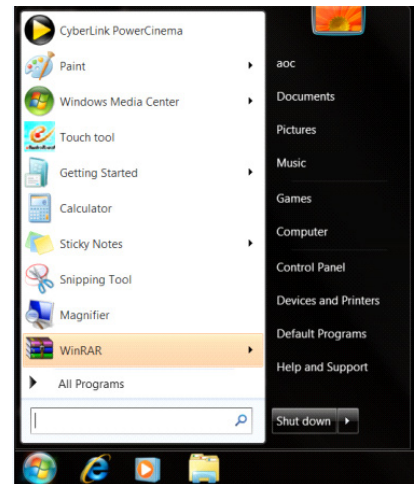 CyberLink PowerCinema
Paint
Windows Media Center
Touch tool
Getting Started
Calculator
Sticky Notes
Snipping Tool
Magnifier
WinRAR
All Programs
aoc
Documents
Pictures
Music
Games
Computer
Control Panel
Devices and Printers
Default Programs
Help and Support
Shut down